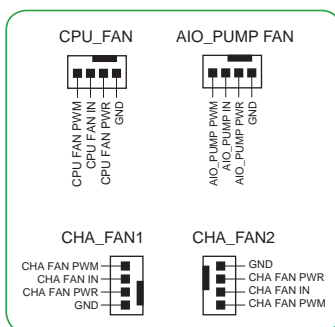 CPU_FAN
CPU FAN PWM
CPU FAN IN
CPU FAN PWR
GND
AIO_PUMP FAN
AIO_PUMP PWM
AIO_PUMP IN
AIO_PUMP PWR
GND
CHA_FAN1
CHA FAN PWM
CHA FAN IN
CHA FAN PWR
GND
CHA_FAN2
GND
CHA FAN PWR
CHA FAN IN
CHA FAN PWM